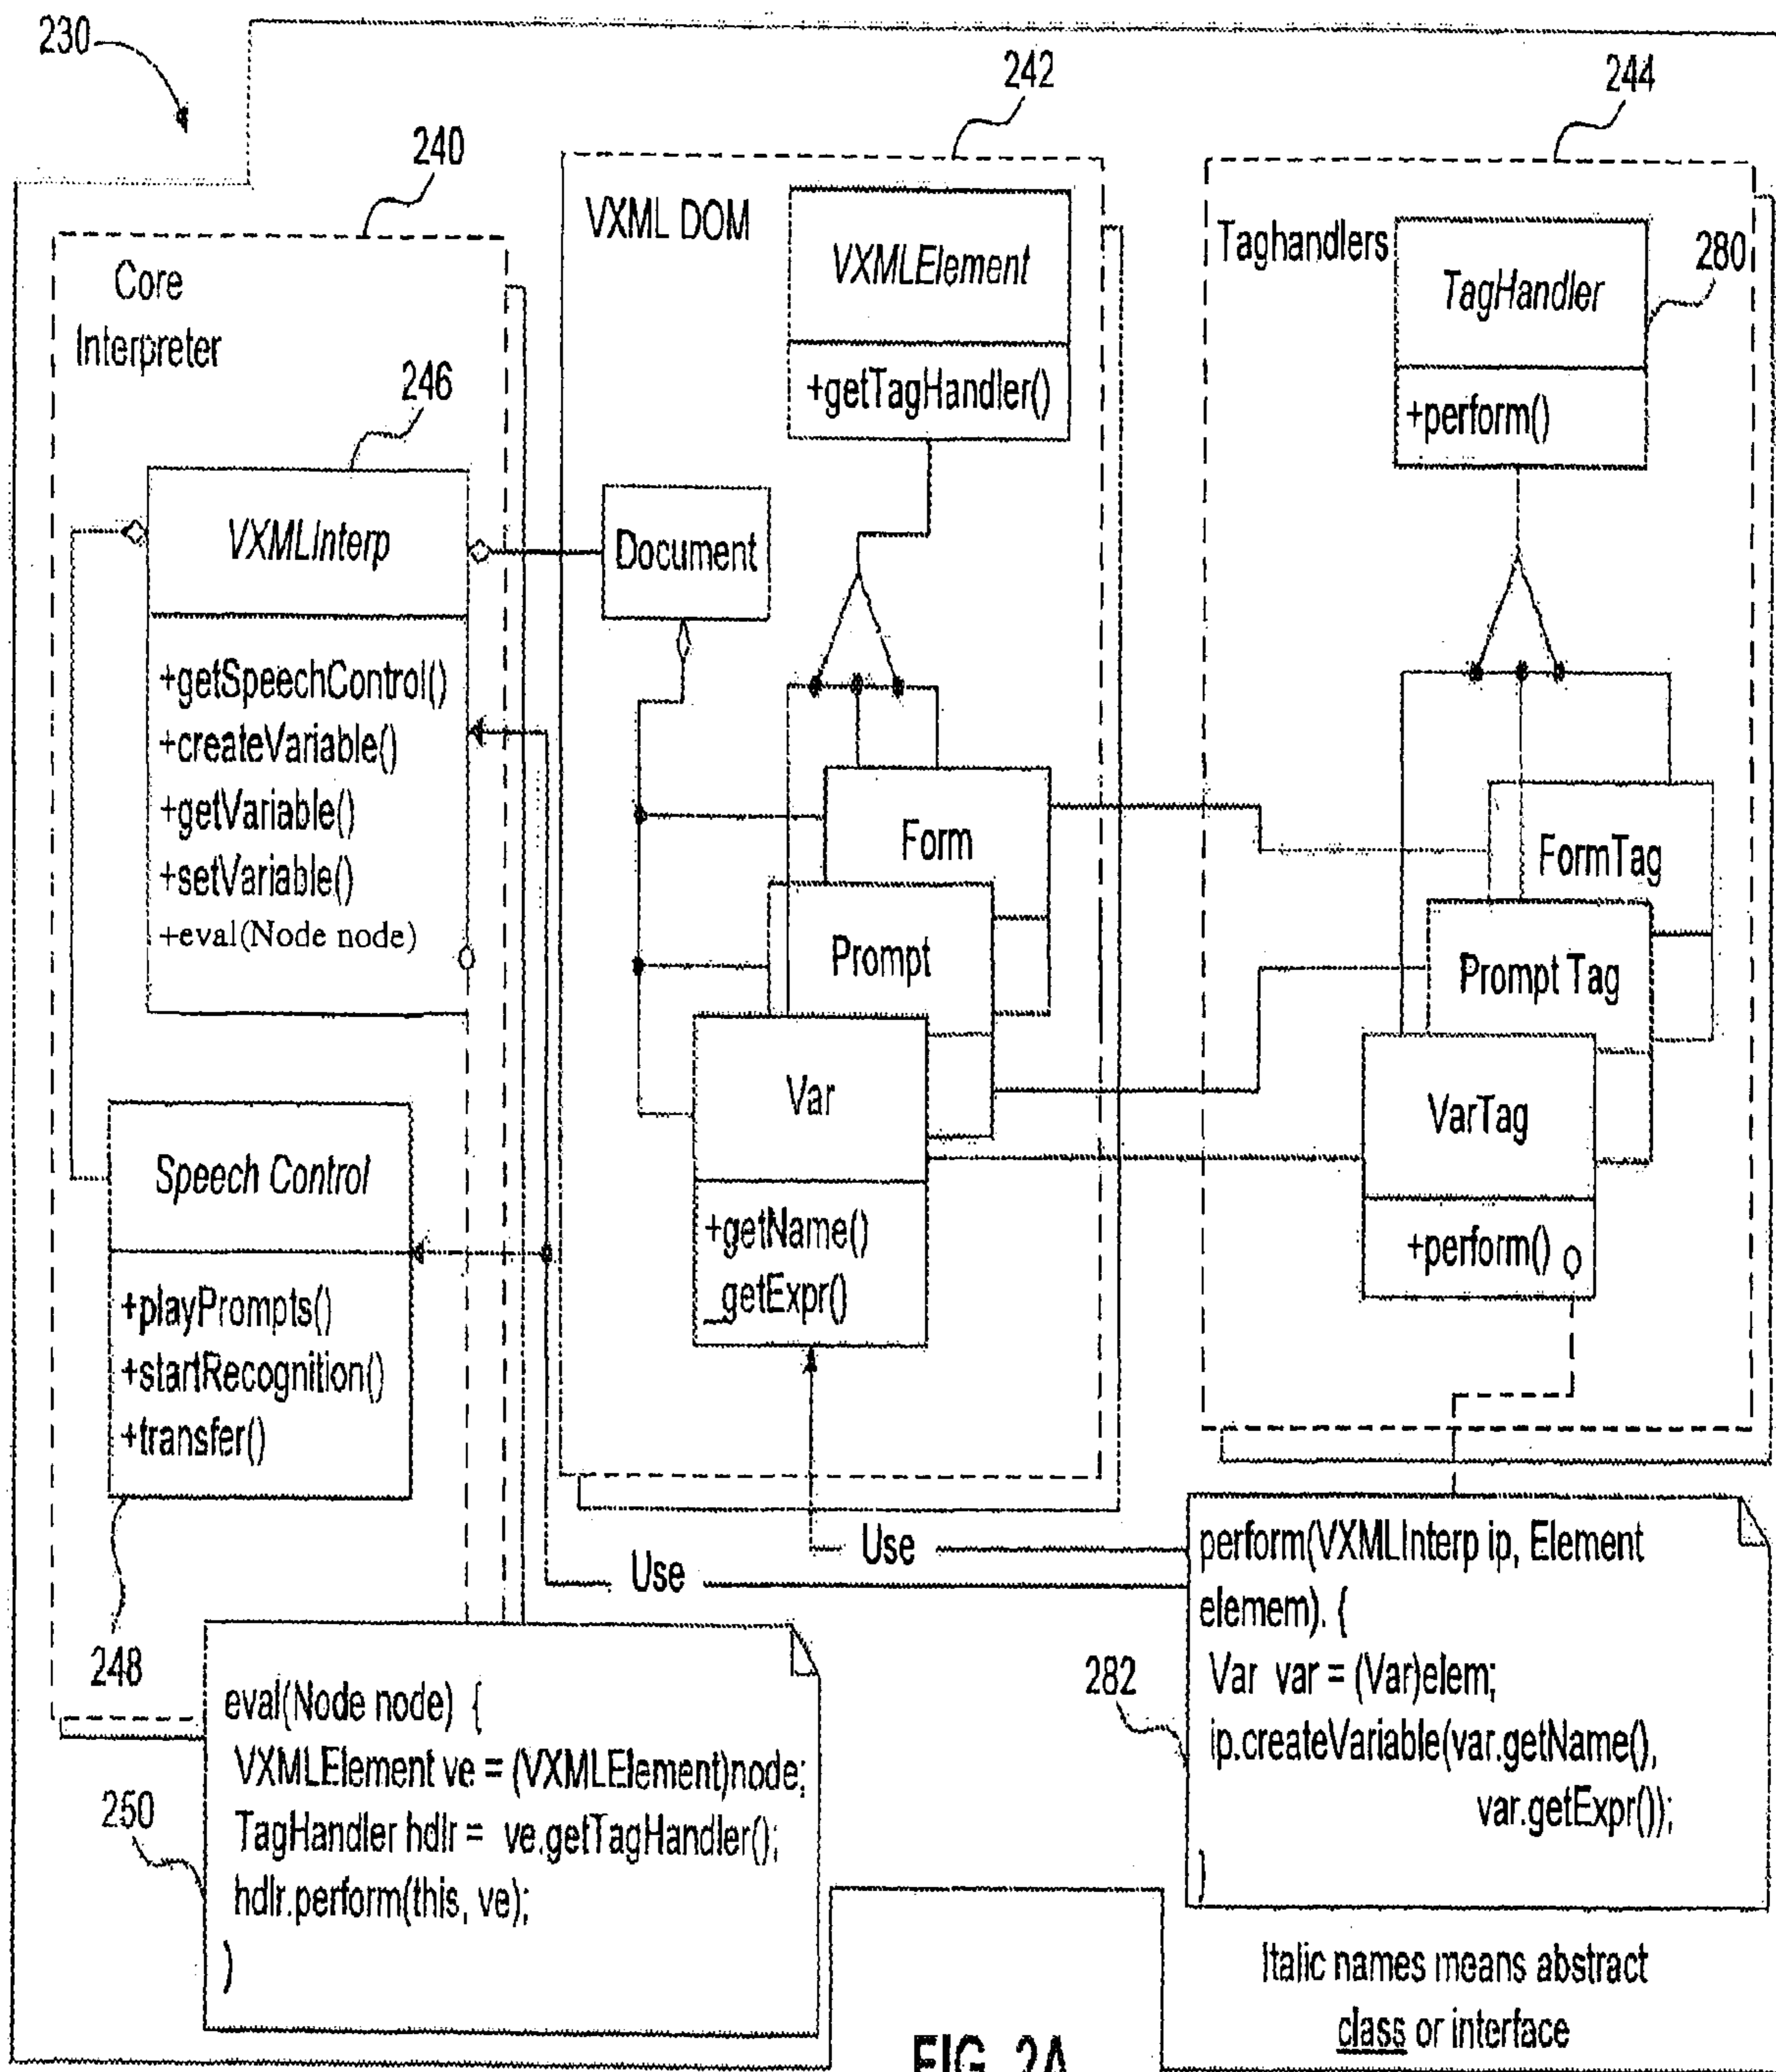 230
242
244
240
VXML DOM
VXMLElement
+getTagHandler()
Taghandlers
TagHandler
280
+perform()
Core
Interpreter
246
VXMLInterp
+getSpeechControl()
+createVariable()
+getVariable()
+setVariable()
+eval(Node node)
Document
Form
Prompt
Var
+getName()
_getExpr()
FormTag
Prompt Tag
VarTag
+perform()
Speech Control
+playPrompts()
+startRecognition()
+transfer()
248
Use
Use
250
eval(Node node) {
VXMLElement ve = (VXMLElement)node;
TagHandler hdlr = ve.getTagHandler();
hdlr.perform(this, ve);
)
282
perform(VXMLInterp ip, Element
elemem). {
Var var = (Var)elem;
ip.createVariable(var.getName(),
var.getExpr());
)
Italic names means abstract
class or interface
FIG. 2A